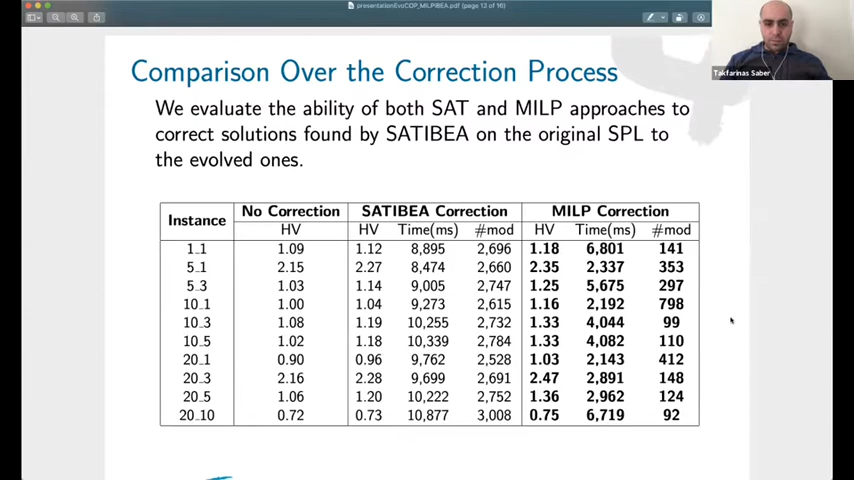 presentationEvoCOP_MILPIBEA.pdf (page 13 of 16)
Takfarinas Saber
Comparison Over the Correction Process
We evaluate the ability of both SAT and MILP approaches to
correct solutions found by SATIBEA on the original SPL to
the evolved ones.
Instance No Correction SATIBEA Correction MILP Correction
HV HV Time(ms) #mod HV Time(ms) #mod
1_1 1.09 1.12 8,895 2,696 1.18 6,801 141
5_1 2.15 2.27 8,474 2,660 2.35 2,337 353
5_3 1.03 1.14 9,005 2,747 1.25 5,675 297
10_1 1.00 1.04 9,273 2,615 1.16 2,192 798
10_3 1.08 1.19 10,255 2,732 1.33 4,044 99
10_5 1.02 1.18 10,339 2,784 1.33 4,082 110
20_1 0.90 0.96 9,762 2,528 1.03 2,143 412
20_3 2.16 2.28 9,699 2,691 2.47 2,891 148
20_5 1.06 1.20 10,222 2,752 1.36 2,962 124
20_10 0.72 0.73 10,877 3,008 0.75 6,719 92